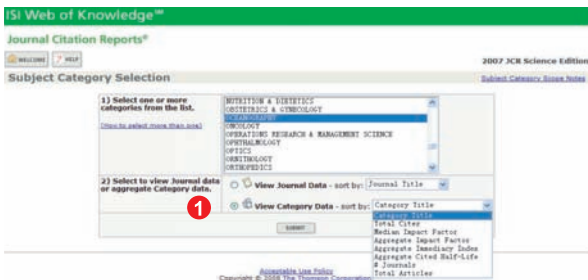 ISI Web of Knowledge℠
Journal Citation Reports®
WELCOME ? HELP
2007 JCR Science Edition
Subject Category Selection
Subject Category Scope Notes
1) Select one or more
categories from the list.
(How to select more than one)
NUTRITION & DIETETICS
OBSTETRICS & GYNECOLOGY
OCEANOGRAPHY
ONCOLOGY
OPERATIONS RESEARCH & MANAGEMENT SCIENCE
OPHTHALMOLOGY
OPTICS
ORNITHOLOGY
ORTHOPEDICS
2) Select to view Journal data
or aggregate Category data.
View Journal Data - sort by: Journal Title
1
View Category Data - sort by: Category Title
Category Title
Total Cites
Median Impact Factor
Aggregate Impact Factor
Aggregate Immediacy Index
Aggregate Cited Half-Life
# Journals
Total Articles
SUBMIT
Acceptable Use Policy
Copyright © 2008 The Thomson Corporation